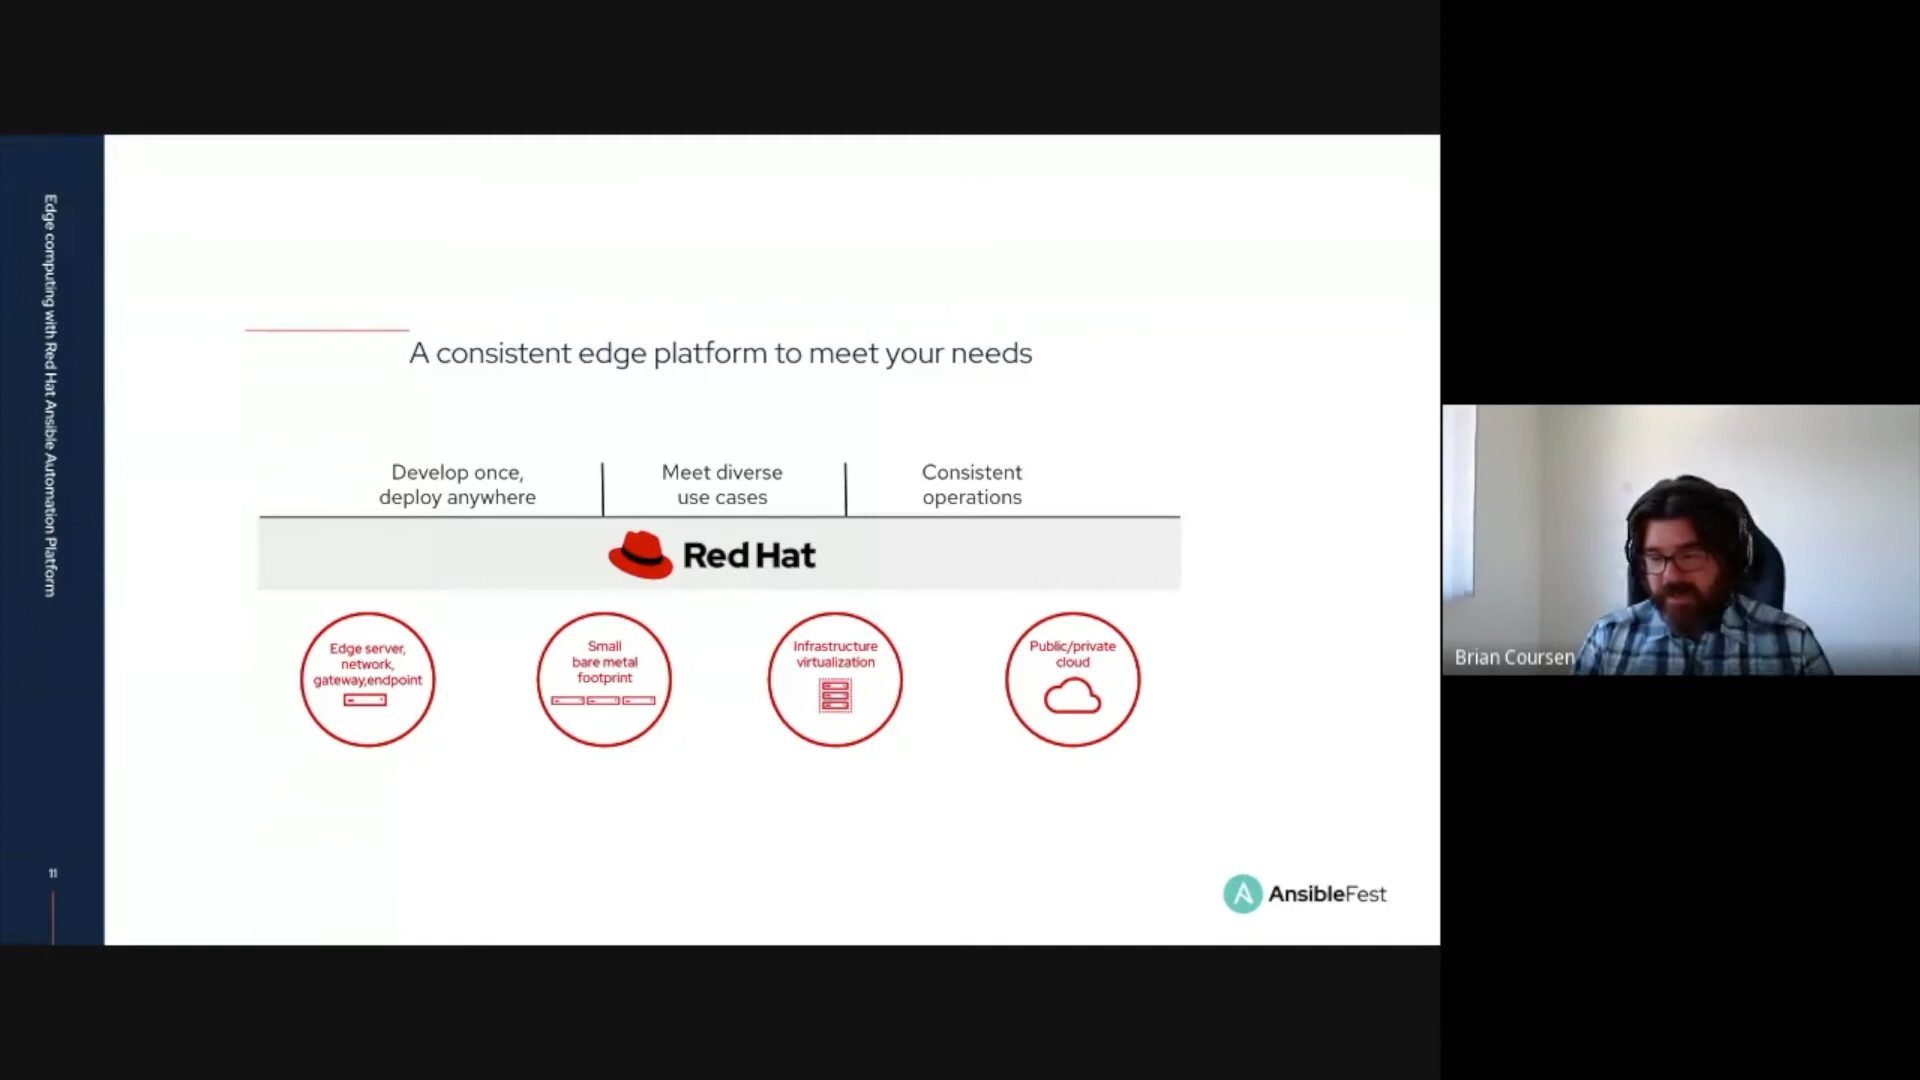 Edge computing with Red Hat Ansible Automation Platform
A consistent edge platform to meet your needs
Develop once,
deploy anywhere
Meet diverse
use cases
Consistent
operations
Red Hat
Edge server,
network,
gateway,endpoint
Small
bare metal
footprint
Infrastructure
virtualization
Public/private
cloud
11
AnsibleFest
Brian Coursen